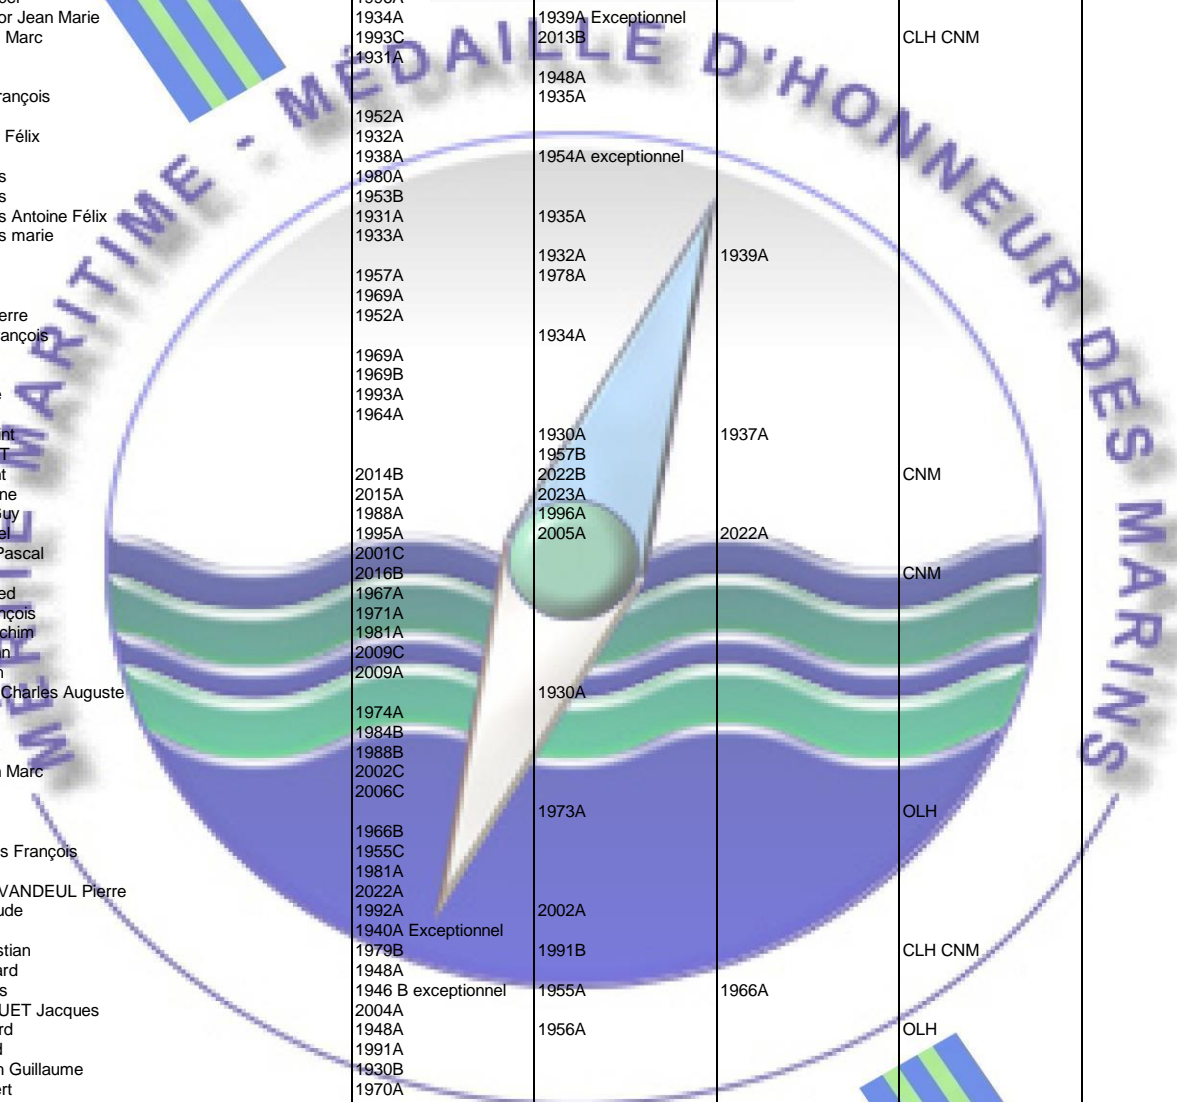 MÉRITE MARITIME - MÉDAILLE D'HONNEUR DES MARINS
or Jean Marie 1934A 1939A Exceptionnel
Marc 1993C 2013B CLH CNM
1931A
1948A
rançois 1935A
1952A
Félix 1932A
1938A 1954A exceptionnel
s 1980A
s 1953B
s Antoine Félix 1931A 1935A
s marie 1933A
1932A 1939A
1957A 1978A
1969A
erre 1952A
ançois 1934A
1969A
1969B
e 1993A
1964A
int 1930A 1937A
T 1957B
t 2014B 2022B CNM
ne 2015A 2023A
Guy 1988A 1996A
el 1995A 2005A 2022A
Pascal 2001C
2016B CNM
ed 1967A
nçois 1971A
chim 1981A
n 2009C
n 2009A
Charles Auguste 1930A
1974A
1984B
1988B
n Marc 2002C
2006C
1973A OLH
1966B
s François 1955C
1981A
VANDEUL Pierre 2022A
ude 1992A 2002A
1940A Exceptionnel
stian 1979B 1991B CLH CNM
ard 1948A
s 1946 B exceptionnel 1955A 1966A
UET Jacques 2004A
rd 1948A 1956A OLH
d 1991A
n Guillaume 1930B
ert 1970A